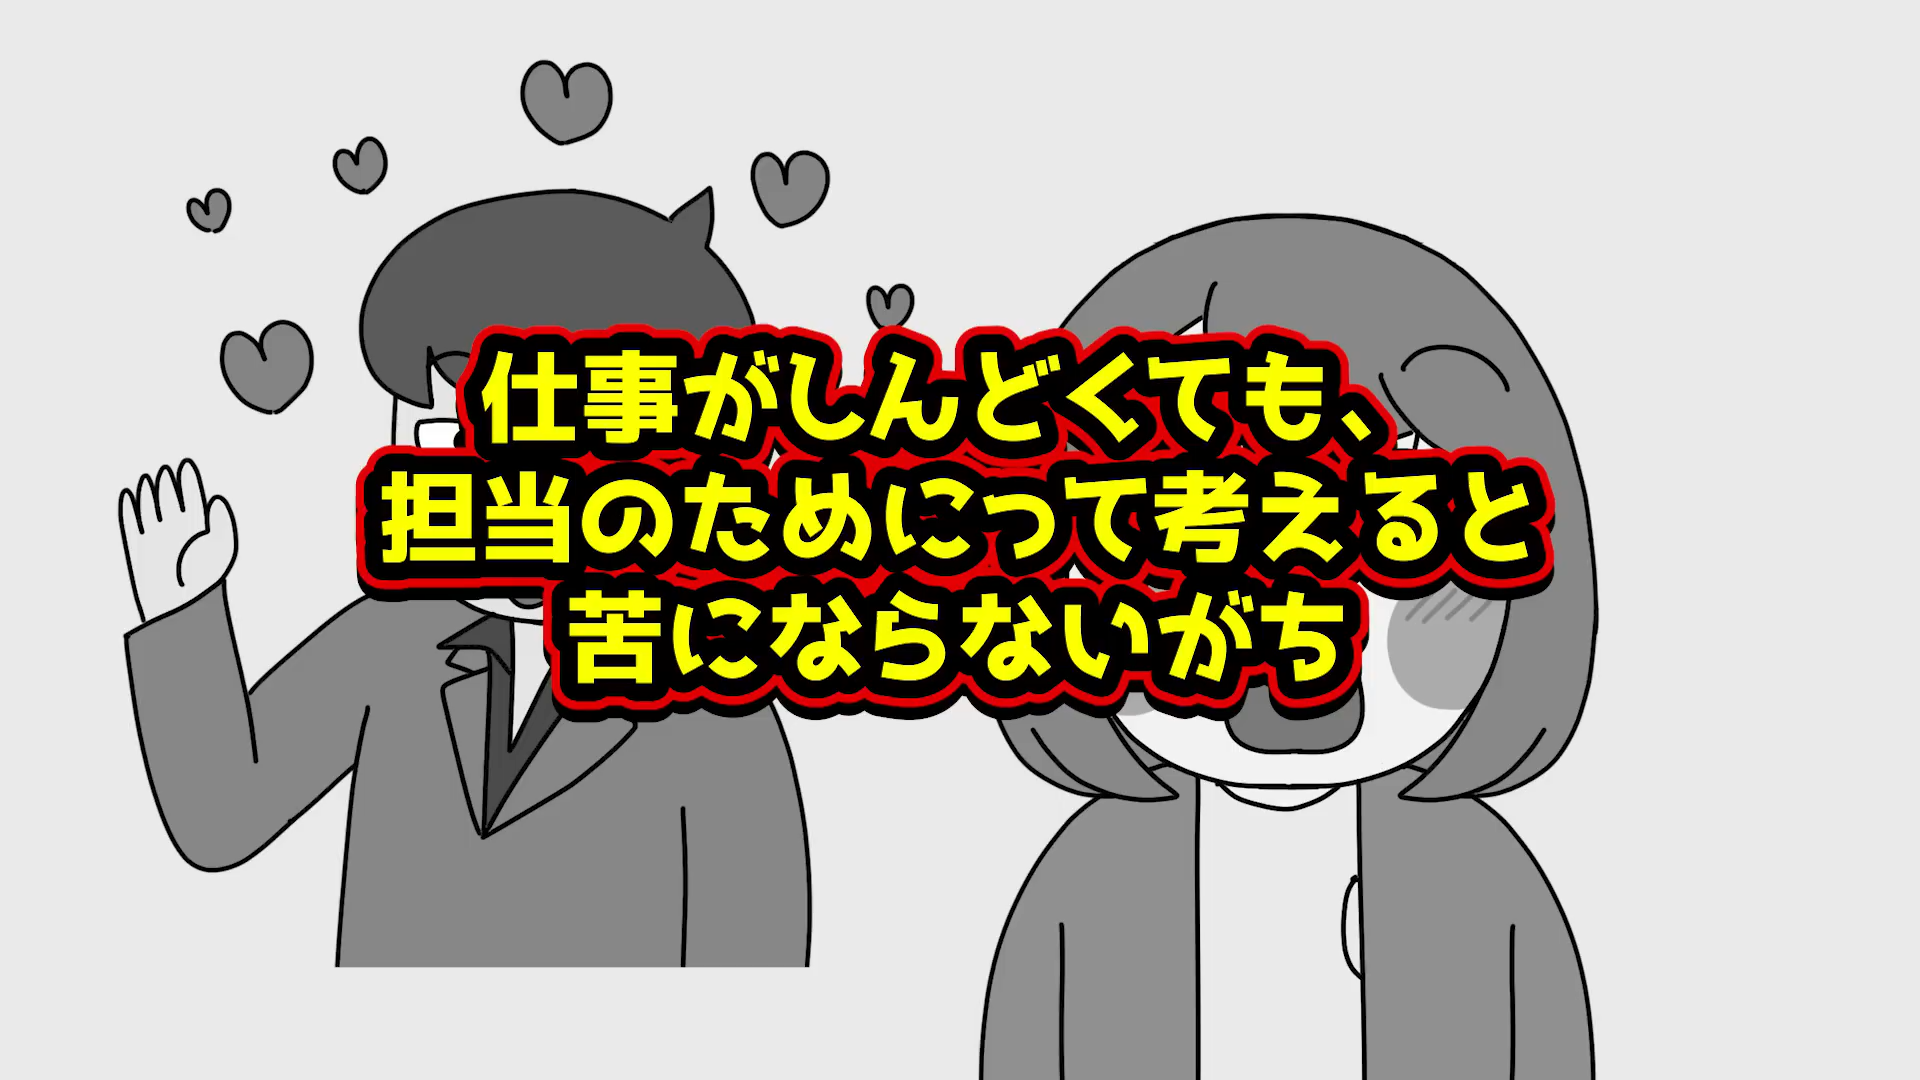 仕事がしんどくても、
担当のためにって考えると
苦にならないがち